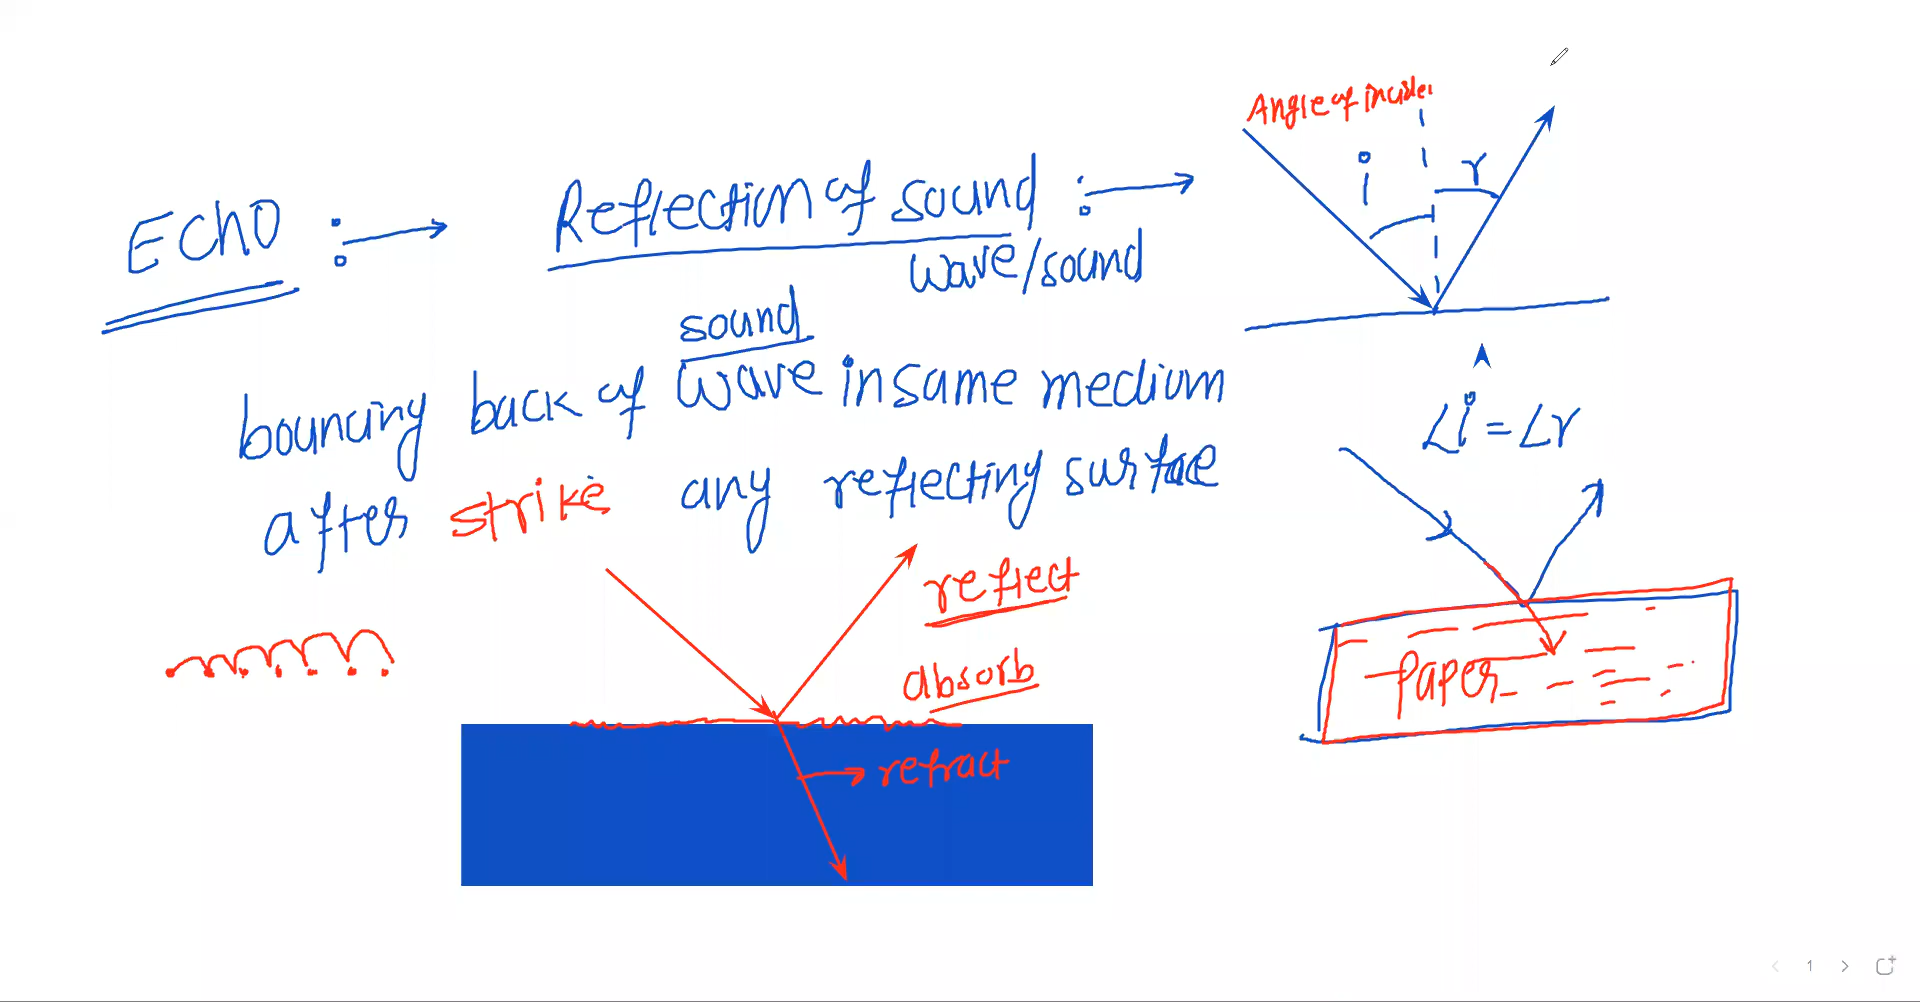 Angle of incide
i r
ECHO :→ Reflection of sound :→
wave/sound
sound
bouncing back of wave in same medium
∠i = ∠r
after strike any reflecting surface
reflect
absorb
Paper
refract
1